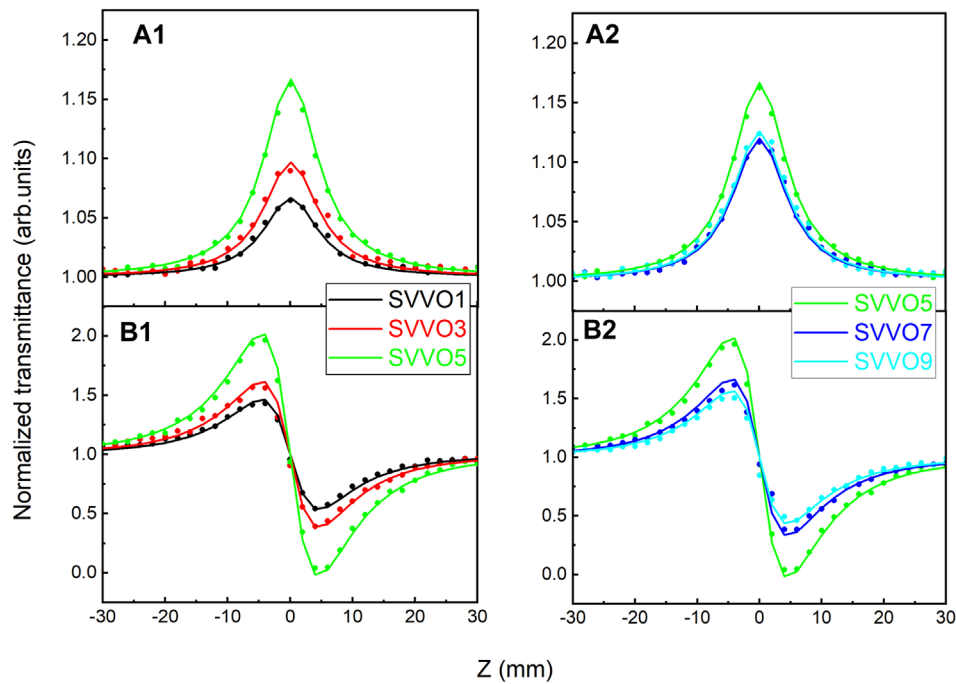 A1
A2
1.20
1.15
1.10
1.05
1.00
1.20
1.15
1.10
1.05
1.00
Normalized transmittance (arb.units)
B1
SVVO1
SVVO3
SVVO5
B2
SVVO5
SVVO7
SVVO9
2.0
1.5
1.0
0.5
0.0
2.0
1.5
1.0
0.5
0.0
-30 -20 -10 0 10 20 30
-30 -20 -10 0 10 20 30
Z (mm)